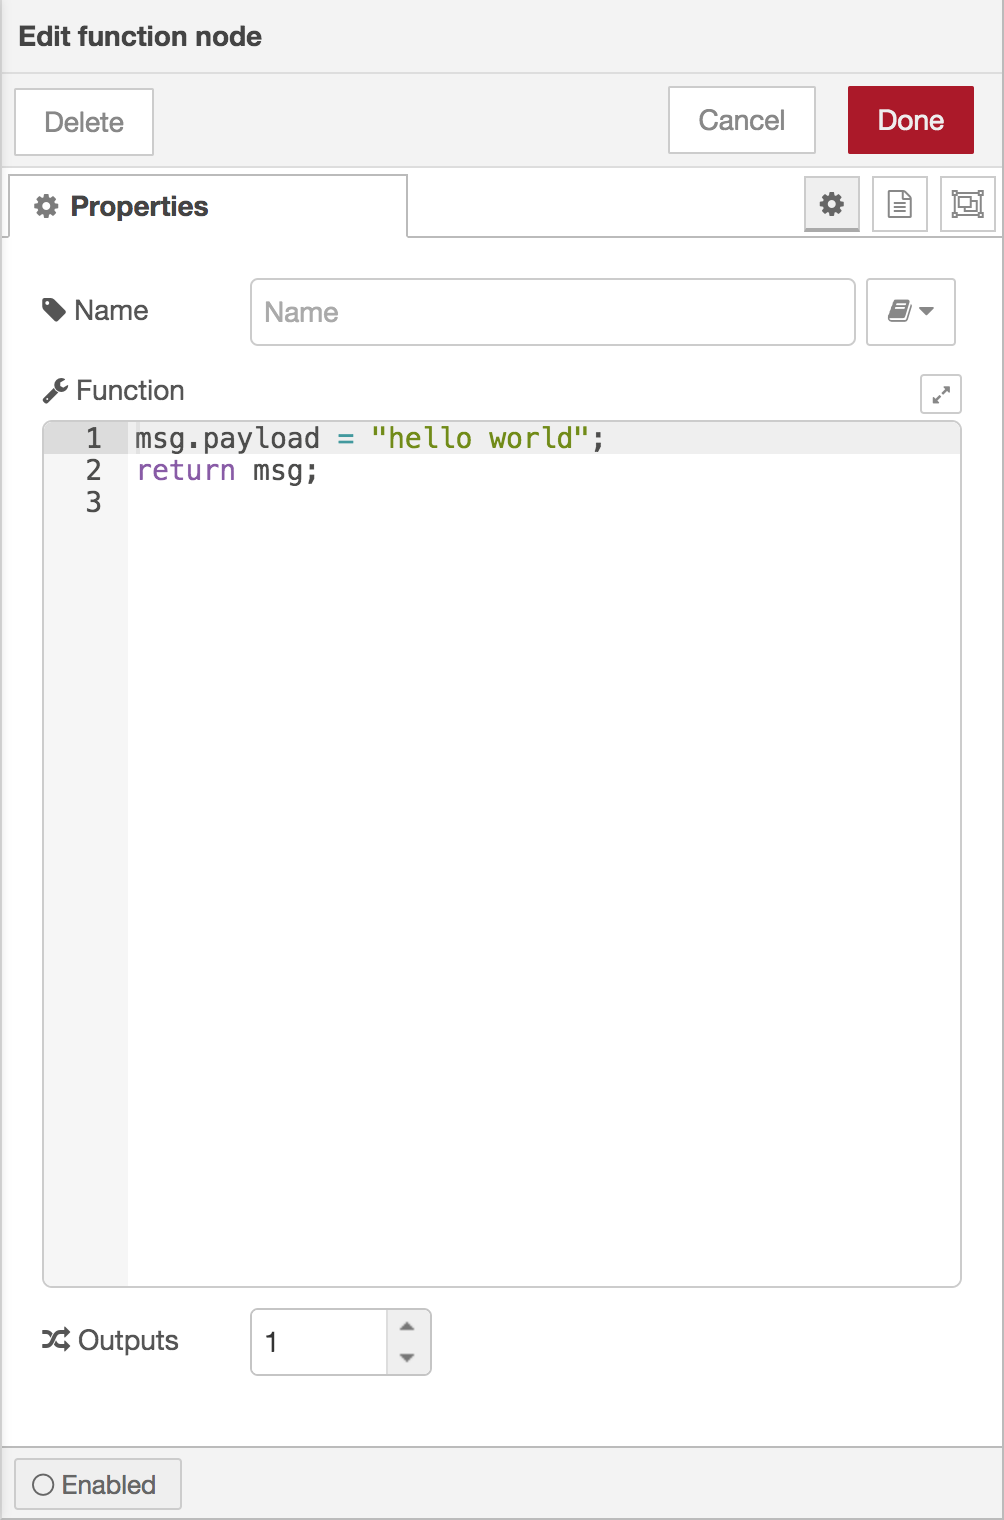 Edit function node
Delete Cancel Done
Properties
Name Name
Function
1 msg.payload = "hello world";
2 return msg;
3
Outputs 1
Enabled